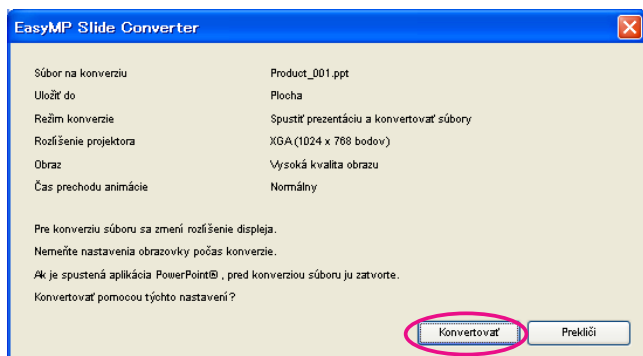 EasyMP Slide Converter
Súbor na konverziu Product_001.ppt
Uložiť do Plocha
Režim konverzie Spustiť prezentáciu a konvertovať súbory
Rozlíšenie projektora XGA(1024 x 768 bodov)
Obraz Vysoká kvalita obrazu
Čas prechodu animácie Normálny
Pre konverziu súboru sa zmení rozlíšenie displeja.
Nemeňte nastavenia obrazovky počas konverzie.
Ak je spustená aplikácia PowerPoint® , pred konverziou súboru ju zatvorte.
Konvertovať pomocou týchto nastavení?
Konvertovať Prekliči